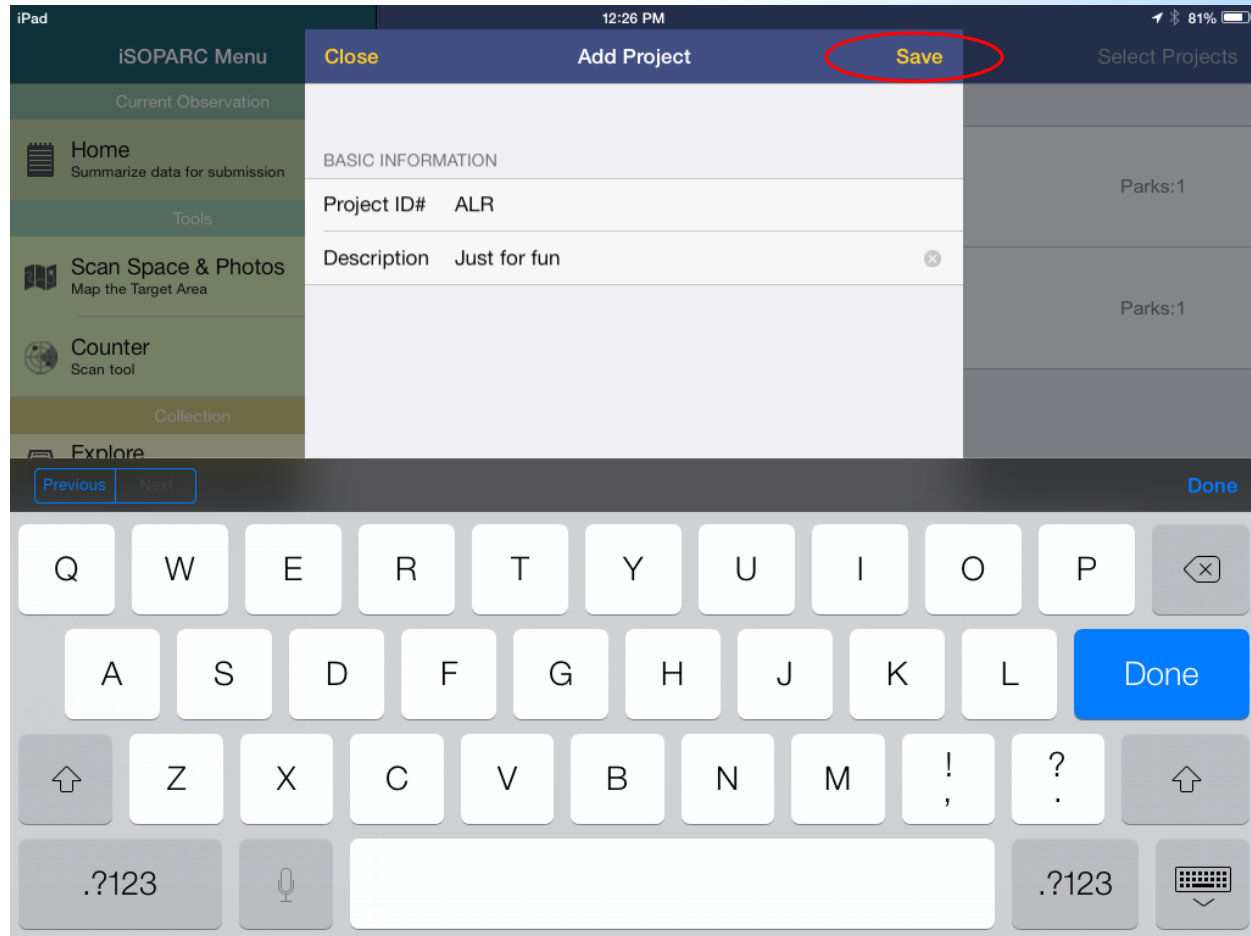 iPad 12:26 PM 81%
iSOPARC Menu
Close Add Project Save
Select Projects
Current Observation
Home
Summarize data for submission
Tools
Scan Space & Photos
Map the Target Area
Counter
Scan tool
Collection
Explore
BASIC INFORMATION
Project ID# ALR
Description Just for fun
Parks:1
Parks:1
Previous Next Done
Q W E R T Y U I O P
A S D F G H J K L Done
Z X C V B N M ! , ? .
.?123 .?123